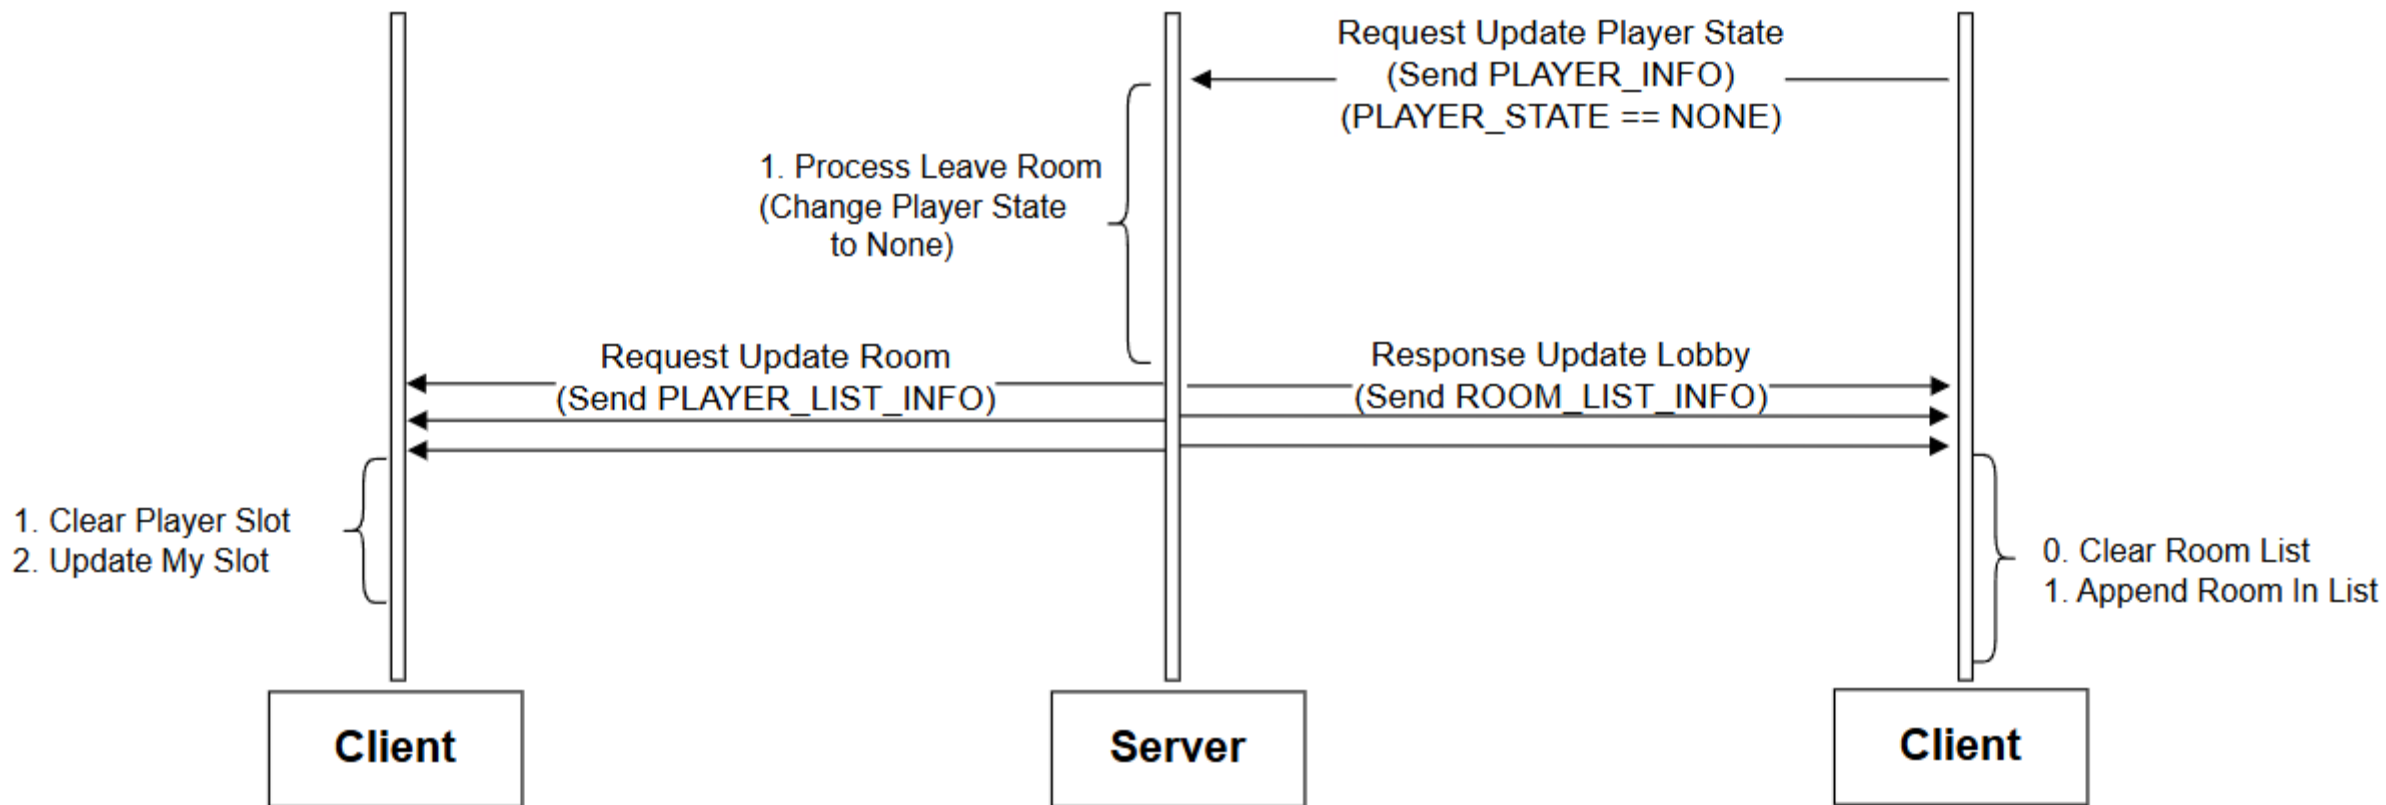 Request Update Player State
(Send PLAYER_INFO)
(PLAYER_STATE == NONE)
1. Process Leave Room
(Change Player State
to None)
Request Update Room
(Send PLAYER_LIST_INFO)
Response Update Lobby
(Send ROOM_LIST_INFO)
1. Clear Player Slot
2. Update My Slot
0. Clear Room List
1. Append Room In List
Client
Server
Client